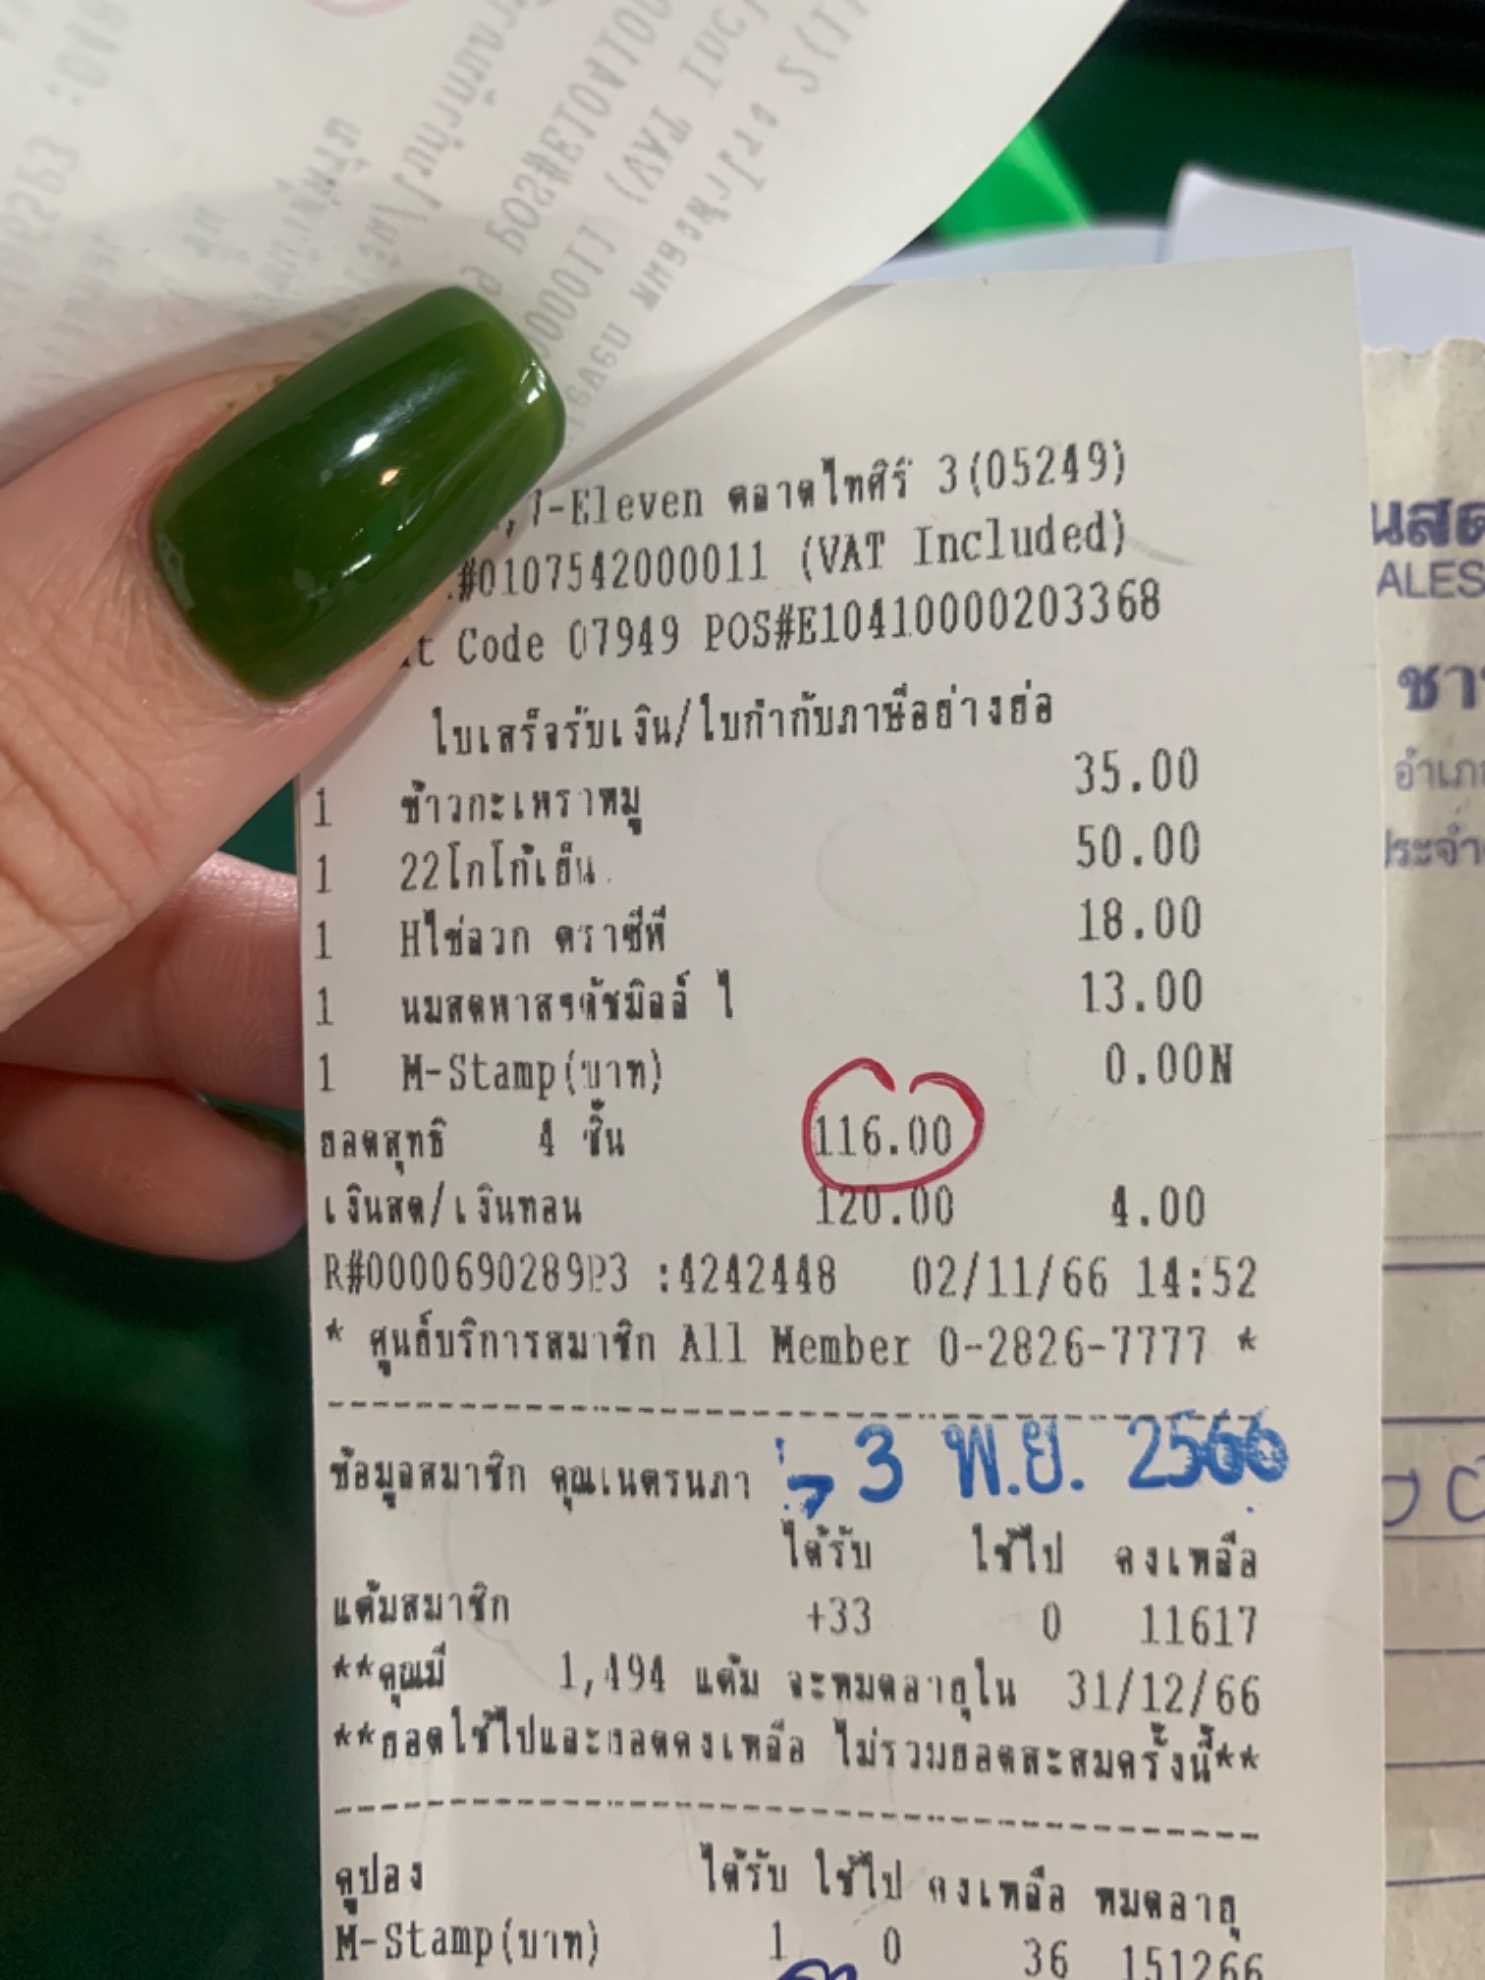 7-Eleven ตลาดไทศิริ 3(05249)
#0107542000011 (VAT Included)
Code 07949 POS#E10410000203368
ใบเสร็จรับเงิน/ใบกำกับภาษีอย่างย่อ
1 ข้าวกะเพราหมู 35.00
1 22โกโก้เย็น 50.00
1 Hไข่ลวก ตราซีพี 18.00
1 นมสดพาสฯดัชมิลล์ ไ 13.00
1 M-Stamp(บาท) 0.00N
ยอดสุทธิ 4 ชิ้น 116.00
เงินสด/เงินทอน 120.00 4.00
R#0000690289P3 :4242448 02/11/66 14:52
* ศูนย์บริการสมาชิก All Member 0-2826-7777 *
ข้อมูลสมาชิก คุณเนตรนภา
3 พ.ย. 2566
ได้รับ ใช้ไป คงเหลือ
แต้มสมาชิก +33 0 11617
**คุณมี 1,494 แต้ม จะหมดอายุใน 31/12/66
**ยอดใช้ไปและยอดคงเหลือ ไม่รวมยอดสะสมครั้งนี้**
คูปอง ได้รับ ใช้ไป คงเหลือ หมดอายุ
M-Stamp(บาท) 1 0 36 151266
ALES